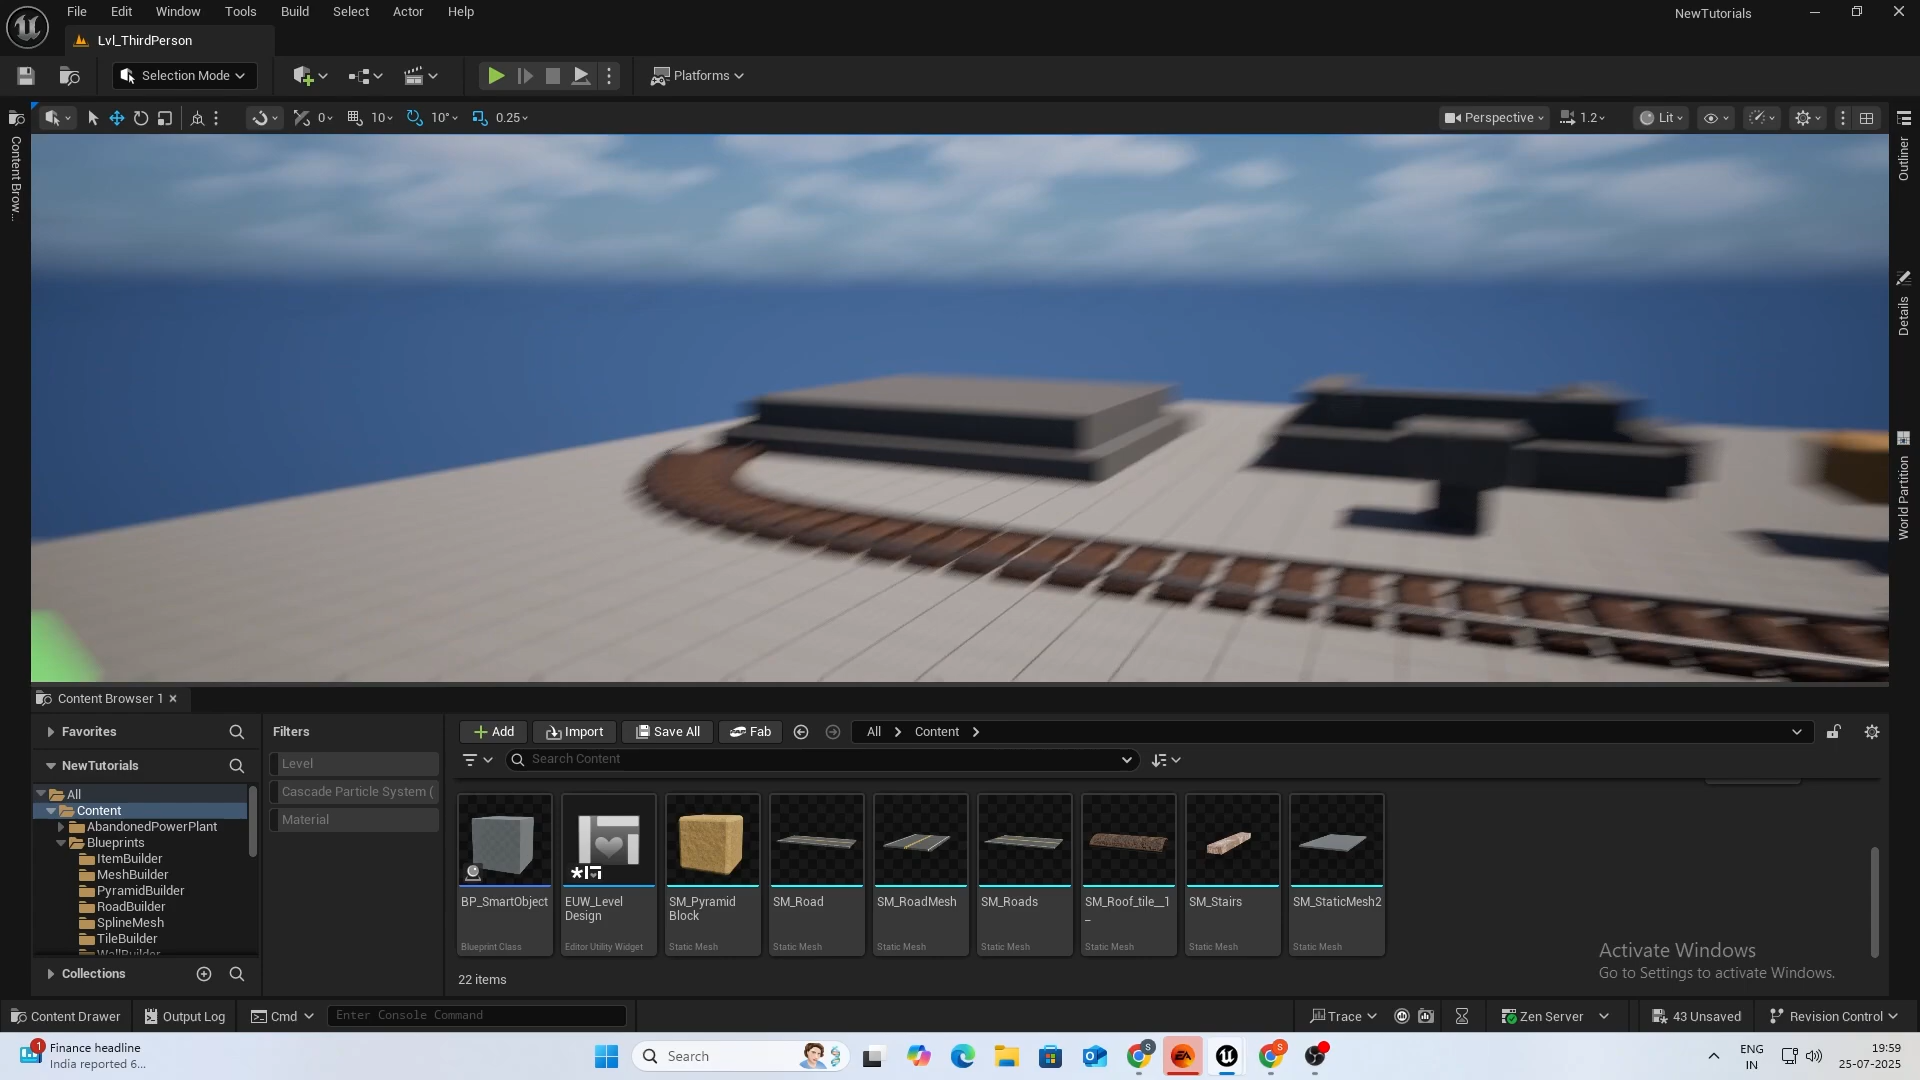 File Edit Window Tools Build Select Actor Help
NewTutorials
Lvl_ThirdPerson
Selection Mode
Platforms
0
10
10°
0.25
Perspective
1.2
Lit
Content Brow...
Outliner
Details
World Partition
Content Browser 1
Favorites
Filters
Add
Import
Save All
Fab
All
Content
NewTutorials
Level
Search Content
All
Content
AbandonedPowerPlant
Blueprints
ItemBuilder
MeshBuilder
PyramidBuilder
RoadBuilder
SplineMesh
TileBuilder
WallBuilder
Cascade Particle System (
Material
BP_SmartObject
Blueprint Class
EUW_Level
Design
Editor Utility Widget
SM_Pyramid
Block
Static Mesh
SM_Road
Static Mesh
SM_RoadMesh
Static Mesh
SM_Roads
Static Mesh
SM_Roof_tile__1
_
Static Mesh
SM_Stairs
Static Mesh
SM_StaticMesh2
Static Mesh
22 items
Collections
Activate Windows
Go to Settings to activate Windows.
Content Drawer
Output Log
Cmd
Enter Console Command
Trace
Zen Server
43 Unsaved
Revision Control
1
Finance headline
India reported 6...
Search
S
EA
S
ENG
IN
19:59
25-07-2025